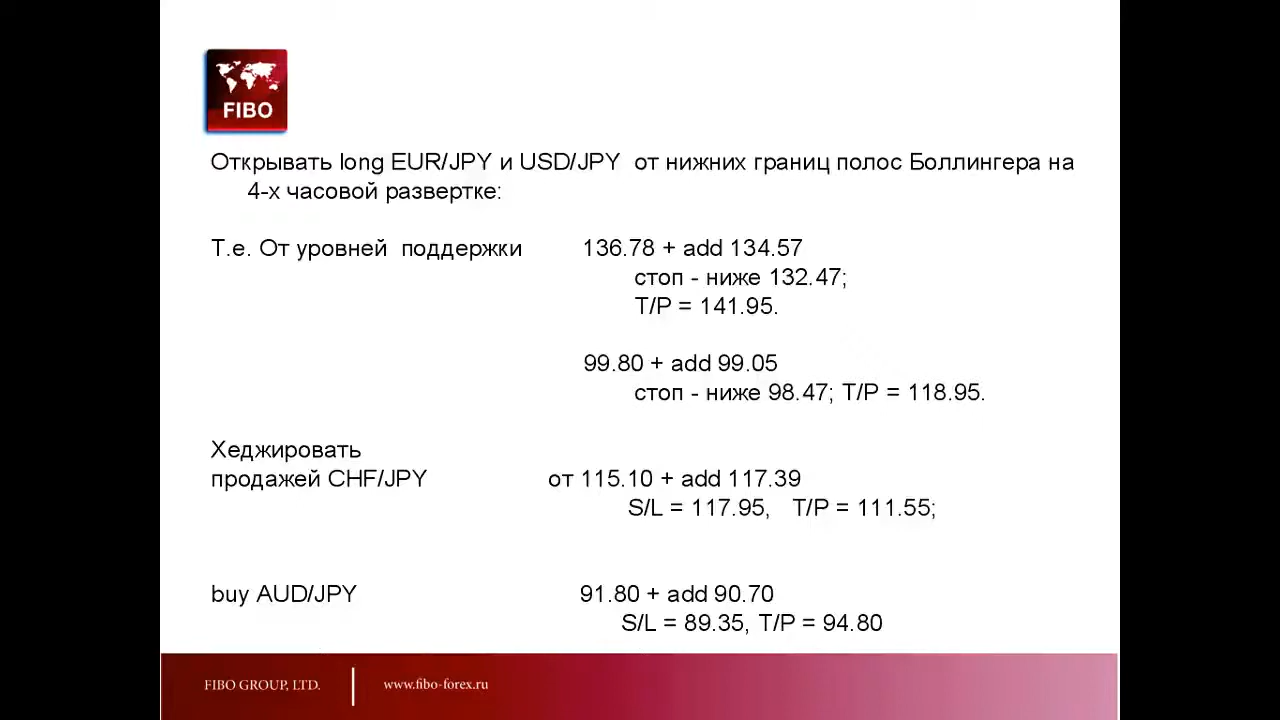 FIBO
Открывать long EUR/JPY и USD/JPY от нижних границ полос Боллингера на
4-х часовой развертке:
Т.е. От уровней поддержки 136.78 + add 134.57
стоп - ниже 132.47;
T/P = 141.95.
99.80 + add 99.05
стоп - ниже 98.47; T/P = 118.95.
Хеджировать
продажей CHF/JPY от 115.10 + add 117.39
S/L = 117.95, T/P = 111.55;
buy AUD/JPY 91.80 + add 90.70
S/L = 89.35, T/P = 94.80
FIBO GROUP, LTD. www.fibo-forex.ru